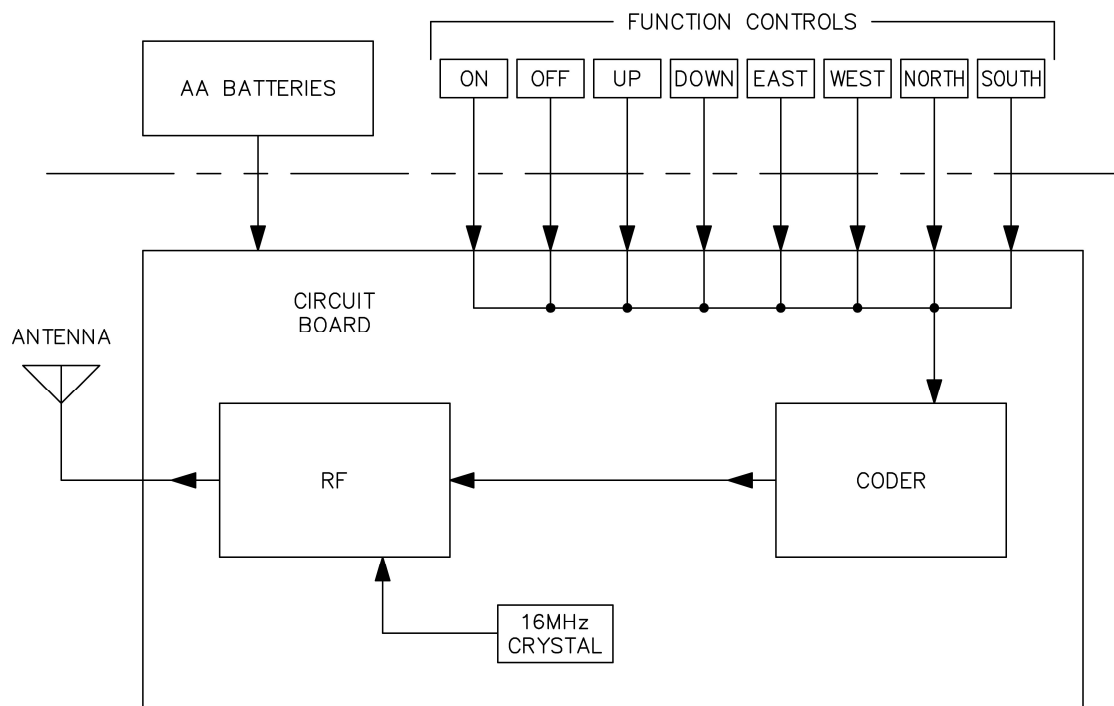 FUNCTION CONTROLS
AA BATTERIES
ON OFF UP DOWN EAST WEST NORTH SOUTH
CIRCUIT
BOARD
ANTENNA
RF
CODER
16MHz
CRYSTAL